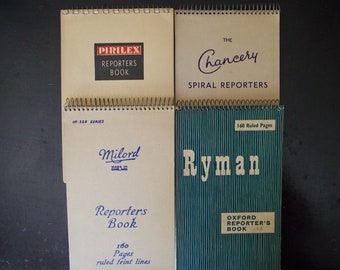 PIRILEX
REPORTERS
BOOK
THE
Chancery
SPIRAL REPORTERS
SERIES
Milord
Reporters
Book
160
Pages
ruled feint lines
160 Ruled Pages
Ryman
OXFORD
REPORTER'S
BOOK